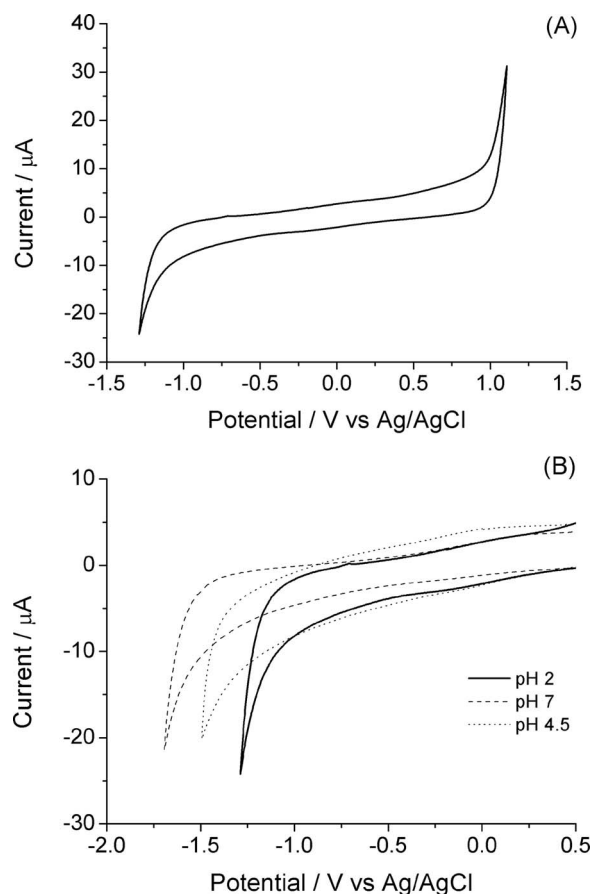 (A)
40
30
20
10
0
-10
-20
-30
Current / μA
-1.5 -1.0 -0.5 0.0 0.5 1.0 1.5
Potential / V vs Ag/AgCl
(B)
10
0
-10
-20
-30
Current / μA
pH 2
pH 7
pH 4.5
-2.0 -1.5 -1.0 -0.5 0.0 0.5
Potential / V vs Ag/AgCl